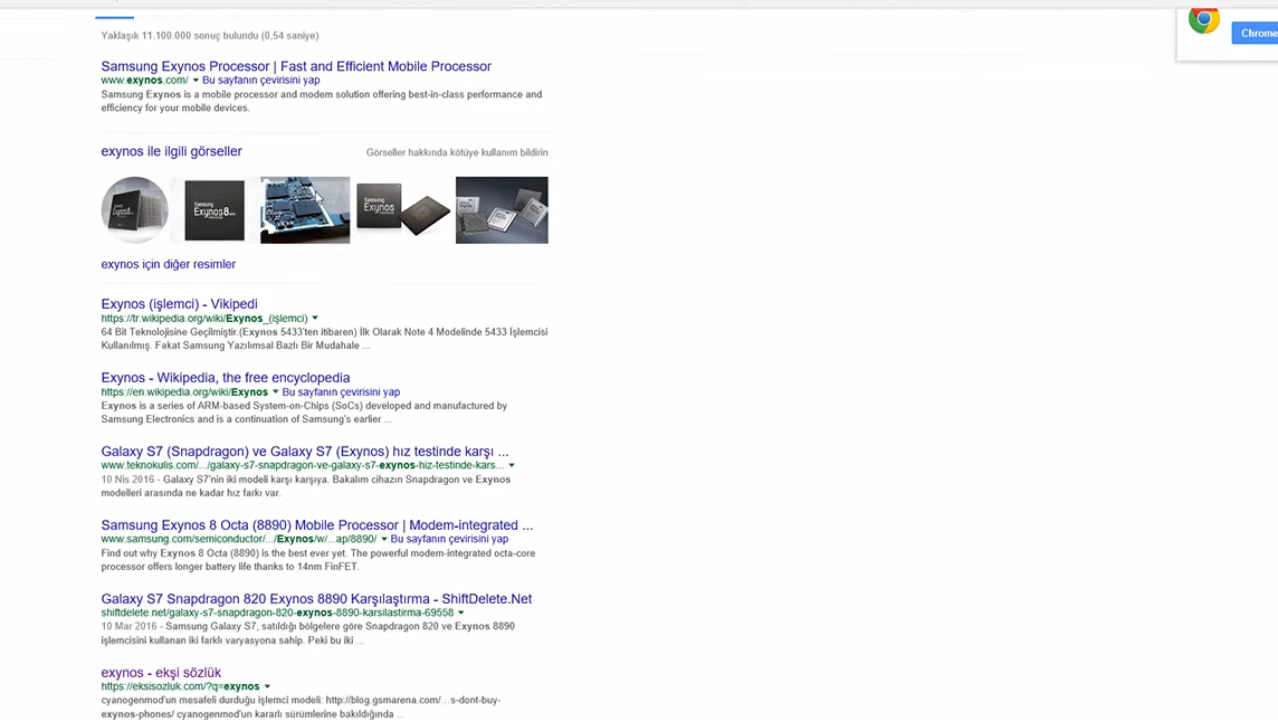 Yaklaşık 11.100.000 sonuç bulundu (0,54 saniye)
Chrome
Samsung Exynos Processor | Fast and Efficient Mobile Processor
www.exynos.com/ ▾ Bu sayfanın çevirisini yap
Samsung Exynos is a mobile processor and modem solution offering best-in-class performance and
efficiency for your mobile devices.
exynos ile ilgili görseller
Görseller hakkında kötüye kullanım bildirin
Exynos 8
Samsung
Exynos 8
Samsung
Exynos
exynos için diğer resimler
Exynos (işlemci) - Vikipedi
https://tr.wikipedia.org/wiki/Exynos_(işlemci) ▾
64 Bit Teknolojisine Geçilmiştir.(Exynos 5433'ten itibaren) İlk Olarak Note 4 Modelinde 5433 İşlemcisi
Kullanılmış. Fakat Samsung Yazılımsal Bazlı Bir Mudahale ...
Exynos - Wikipedia, the free encyclopedia
https://en.wikipedia.org/wiki/Exynos ▾ Bu sayfanın çevirisini yap
Exynos is a series of ARM-based System-on-Chips (SoCs) developed and manufactured by
Samsung Electronics and is a continuation of Samsung's earlier ...
Galaxy S7 (Snapdragon) ve Galaxy S7 (Exynos) hız testinde karşı ...
www.teknokulis.com/.../galaxy-s7-snapdragon-ve-galaxy-s7-exynos-hiz-testinde-kars... ▾
10 Nis 2016 - Galaxy S7'nin iki modeli karşı karşıya. Bakalım cihazın Snapdragon ve Exynos
modelleri arasında ne kadar hız farkı var.
Samsung Exynos 8 Octa (8890) Mobile Processor | Modem-integrated ...
www.samsung.com/semiconductor/.../Exynos/w/...ap/8890/ ▾ Bu sayfanın çevirisini yap
Find out why Exynos 8 Octa (8890) is the best ever yet. The powerful modem-integrated octa-core
processor offers longer battery life thanks to 14nm FinFET.
Galaxy S7 Snapdragon 820 Exynos 8890 Karşılaştırma - ShiftDelete.Net
shiftdelete.net/galaxy-s7-snapdragon-820-exynos-8890-karsilastirma-69558 ▾
10 Mar 2016 - Samsung Galaxy S7, satıldığı bölgelere göre Snapdragon 820 ve Exynos 8890
işlemcisini kullanan iki farklı varyasyona sahip. Peki bu iki ...
exynos - ekşi sözlük
https://eksisozluk.com/?q=exynos ▾
cyanogenmod'un mesafeli durduğu işlemci modeli: http://blog.gsmarena.com/...s-dont-buy-
exynos-phones/ cyanogenmod'un kararlı sürümlerine bakıldığında ...